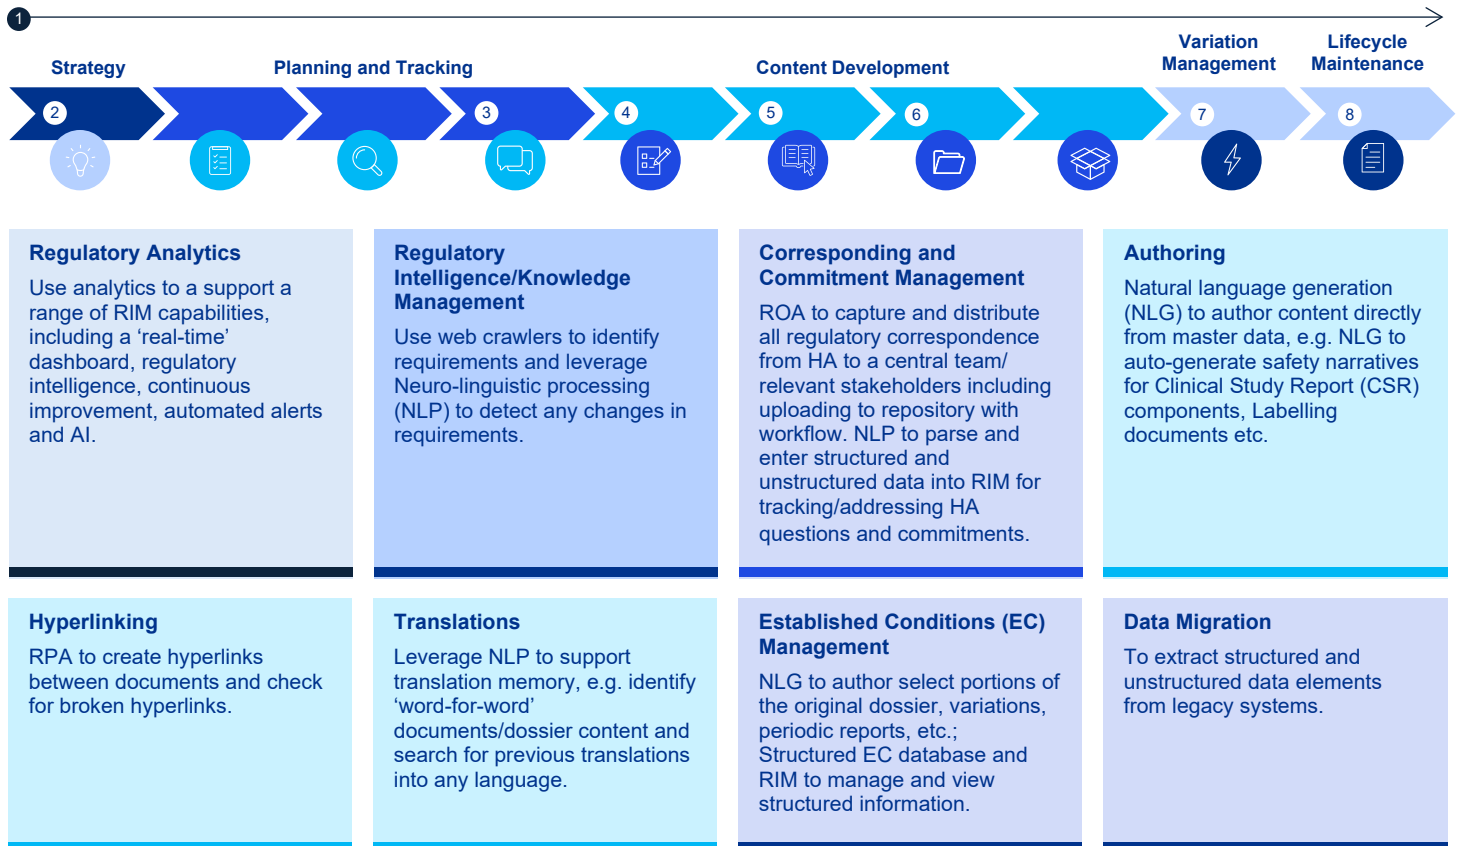 1
Strategy
Planning and Tracking
Content Development
Variation
Management
Lifecycle
Maintenance
2
3
4
5
6
7
8
Regulatory Analytics
Use analytics to a support a
range of RIM capabilities,
including a ‘real-time’
dashboard, regulatory
intelligence, continuous
improvement, automated alerts
and AI.
Regulatory
Intelligence/Knowledge
Management
Use web crawlers to identify
requirements and leverage
Neuro-linguistic processing
(NLP) to detect any changes in
requirements.
Corresponding and
Commitment Management
ROA to capture and distribute
all regulatory correspondence
from HA to a central team/
relevant stakeholders including
uploading to repository with
workflow. NLP to parse and
enter structured and
unstructured data into RIM for
tracking/addressing HA
questions and commitments.
Authoring
Natural language generation
(NLG) to author content directly
from master data, e.g. NLG to
auto-generate safety narratives
for Clinical Study Report (CSR)
components, Labelling
documents etc.
Hyperlinking
RPA to create hyperlinks
between documents and check
for broken hyperlinks.
Translations
Leverage NLP to support
translation memory, e.g. identify
‘word-for-word’
documents/dossier content and
search for previous translations
into any language.
Established Conditions (EC)
Management
NLG to author select portions of
the original dossier, variations,
periodic reports, etc.;
Structured EC database and
RIM to manage and view
structured information.
Data Migration
To extract structured and
unstructured data elements
from legacy systems.